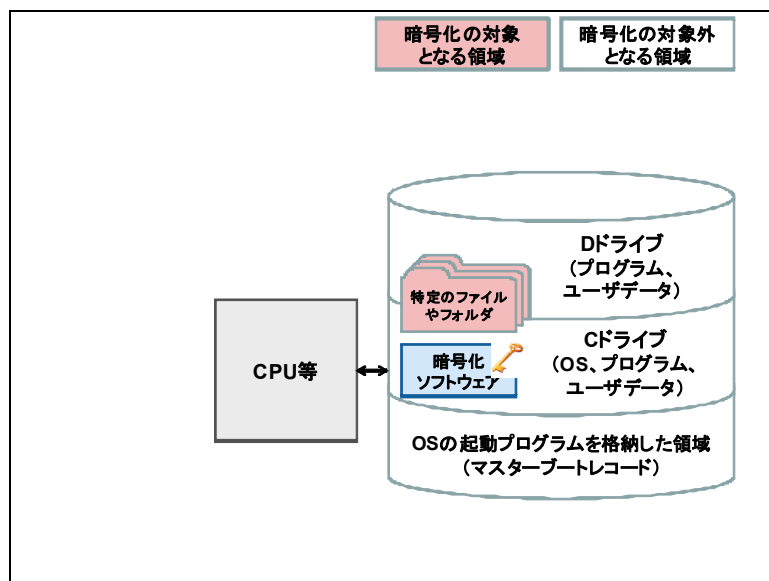 暗号化の対象
となる領域
暗号化の対象外
となる領域
Dドライブ
（プログラム、
ユーザデータ）
特定のファイル
やフォルダ
CPU等
暗号化
ソフトウェア
Cドライブ
（OS、プログラム、
ユーザデータ）
OSの起動プログラムを格納した領域
（マスターブートレコード）